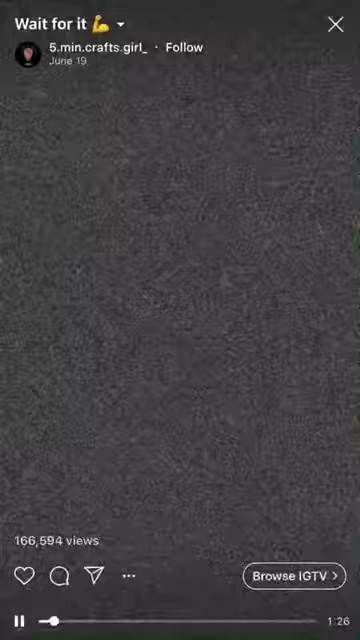 Wait for it 💪
5.min.crafts.girl_ · Follow
June 19
166,594 views
Browse IGTV >
1:26